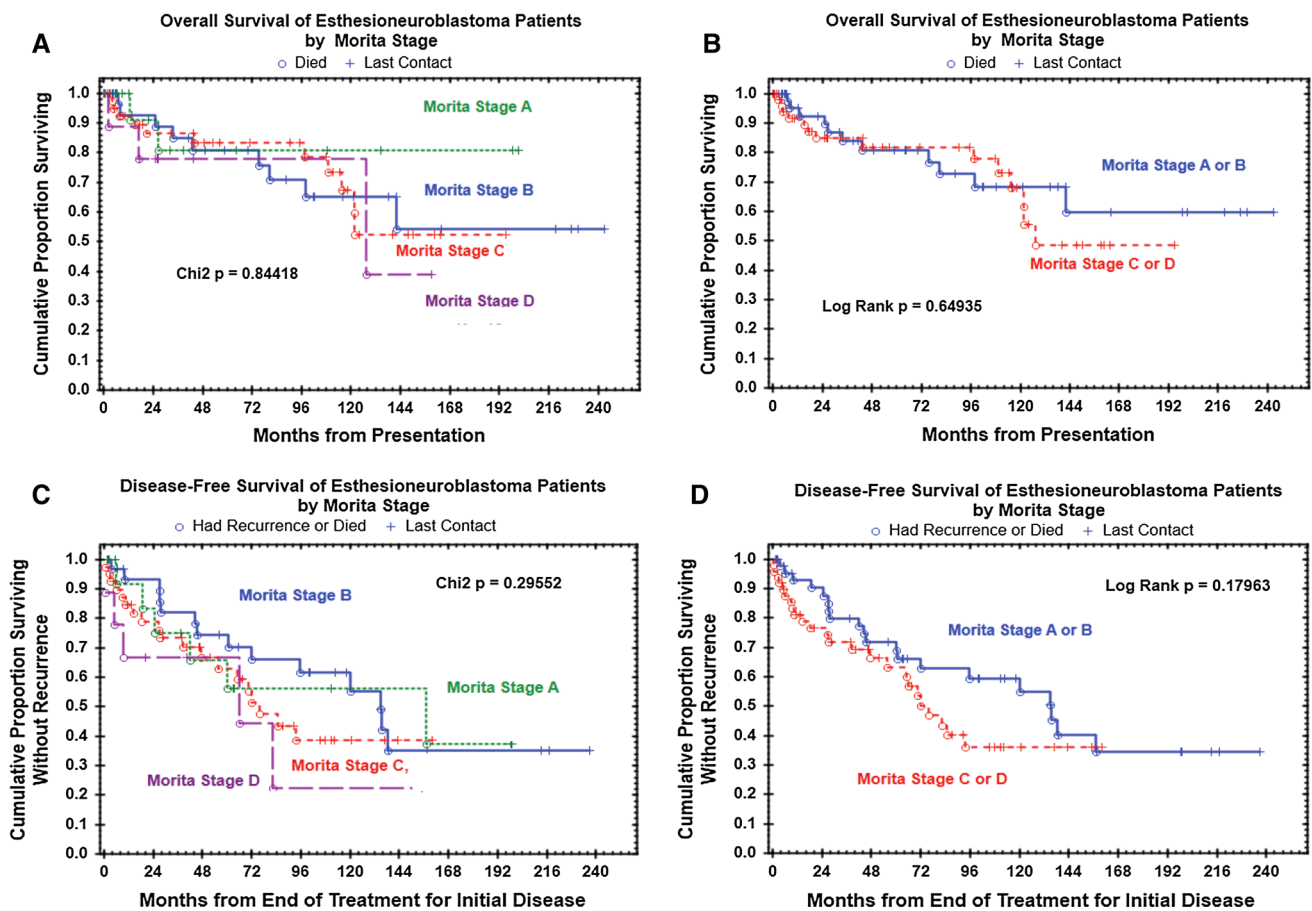 A
Overall Survival of Esthesioneuroblastoma Patients
by Morita Stage
Died Last Contact
Cumulative Proportion Surviving
1.0
0.9
0.8
0.7
0.6
0.5
0.4
0.3
0.2
0.1
0.0
Morita Stage A
Morita Stage B
Morita Stage C
Morita Stage D
Chi2 p = 0.84418
0 24 48 72 96 120 144 168 192 216 240
Months from Presentation
B
Overall Survival of Esthesioneuroblastoma Patients
by Morita Stage
Died Last Contact
Cumulative Proportion Surviving
1.0
0.9
0.8
0.7
0.6
0.5
0.4
0.3
0.2
0.1
0.0
Morita Stage A or B
Morita Stage C or D
Log Rank p = 0.64935
0 24 48 72 96 120 144 168 192 216 240
Months from Presentation
C
Disease-Free Survival of Esthesioneuroblastoma Patients
by Morita Stage
Had Recurrence or Died Last Contact
Cumulative Proportion Surviving
Without Recurrence
1.0
0.9
0.8
0.7
0.6
0.5
0.4
0.3
0.2
0.1
0.0
Chi2 p = 0.29552
Morita Stage B
Morita Stage A
Morita Stage C,
Morita Stage D
0 24 48 72 96 120 144 168 192 216 240
Months from End of Treatment for Initial Disease
D
Disease-Free Survival of Esthesioneuroblastoma Patients
by Morita Stage
Had Recurrence or Died Last Contact
Cumulative Proportion Surviving
Without Recurrence
1.0
0.9
0.8
0.7
0.6
0.5
0.4
0.3
0.2
0.1
0.0
Log Rank p = 0.17963
Morita Stage A or B
Morita Stage C or D
0 24 48 72 96 120 144 168 192 216 240
Months from End of Treatment for Initial Disease